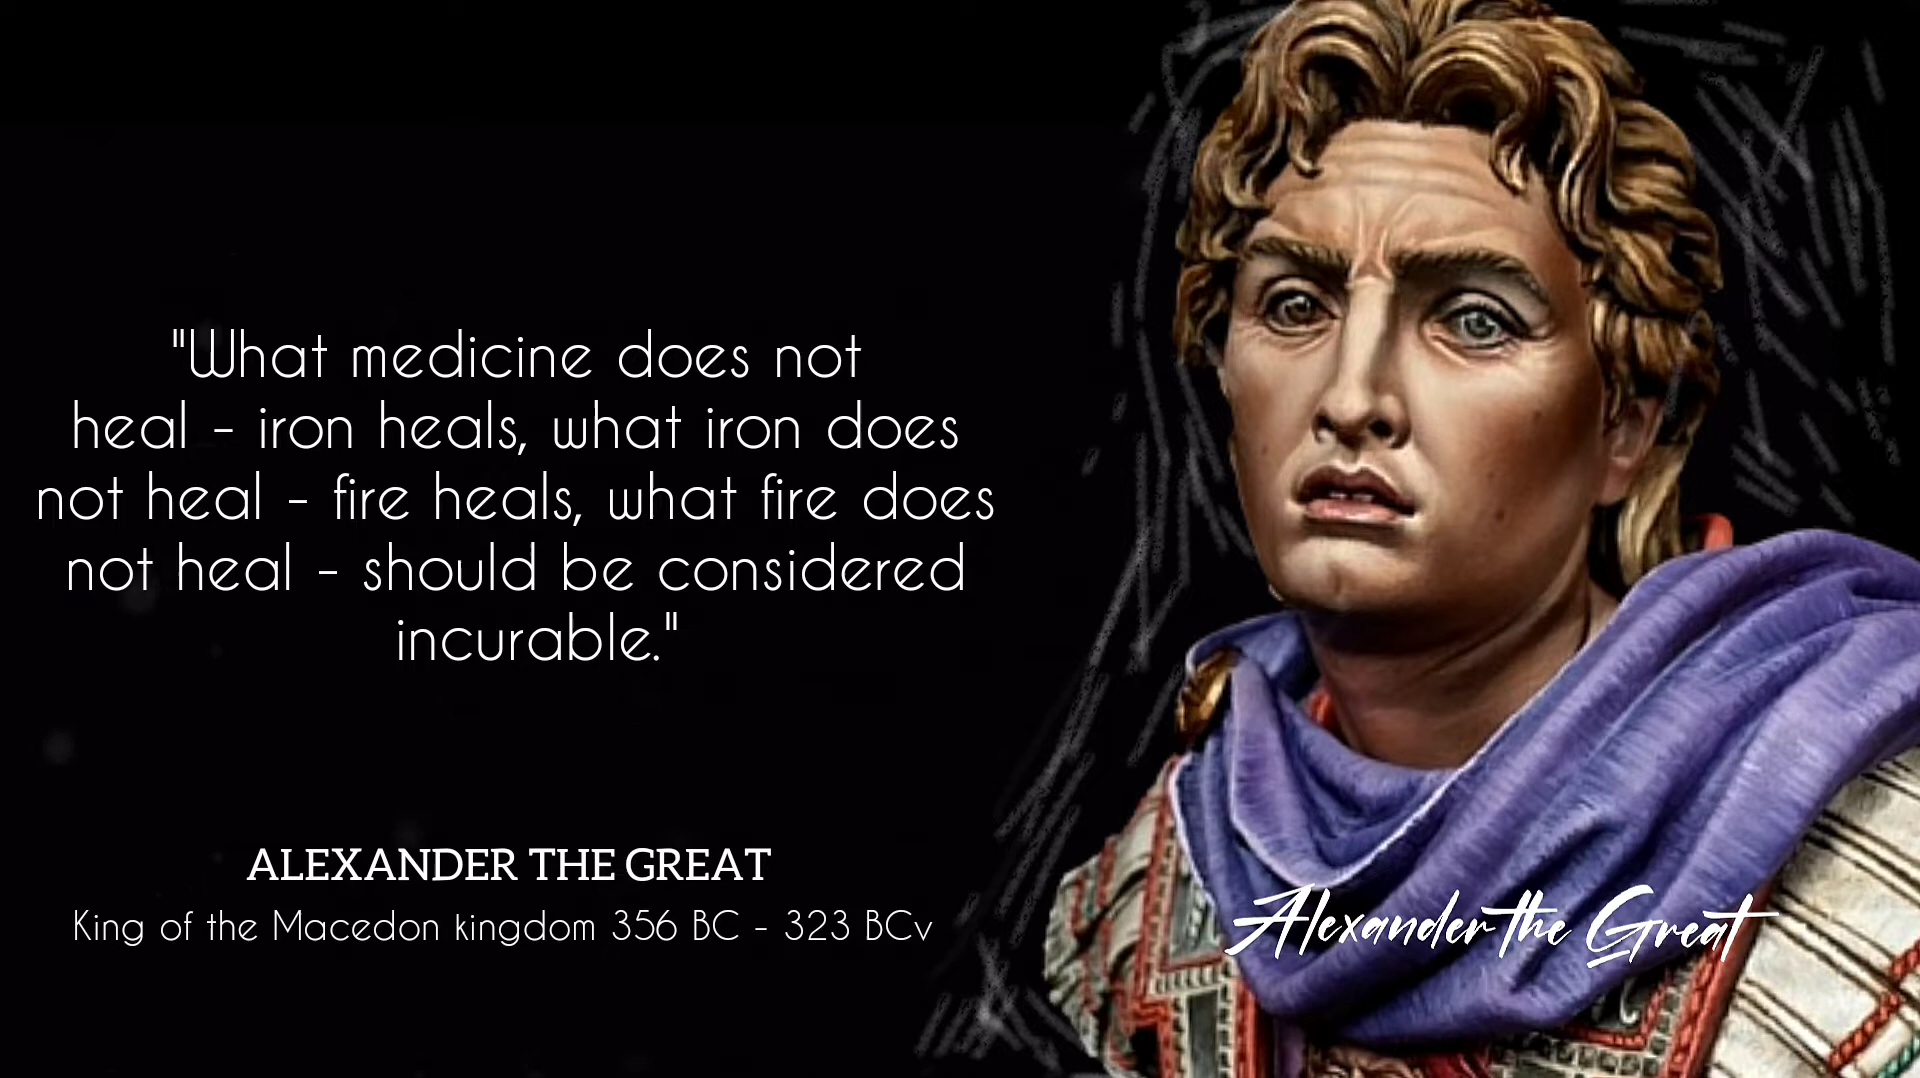 "What medicine does not
heal - iron heals, what iron does
not heal - fire heals, what fire does
not heal - should be considered
incurable."
ALEXANDER THE GREAT
King of the Macedon kingdom 356 BC - 323 BCv
Alexander the Great